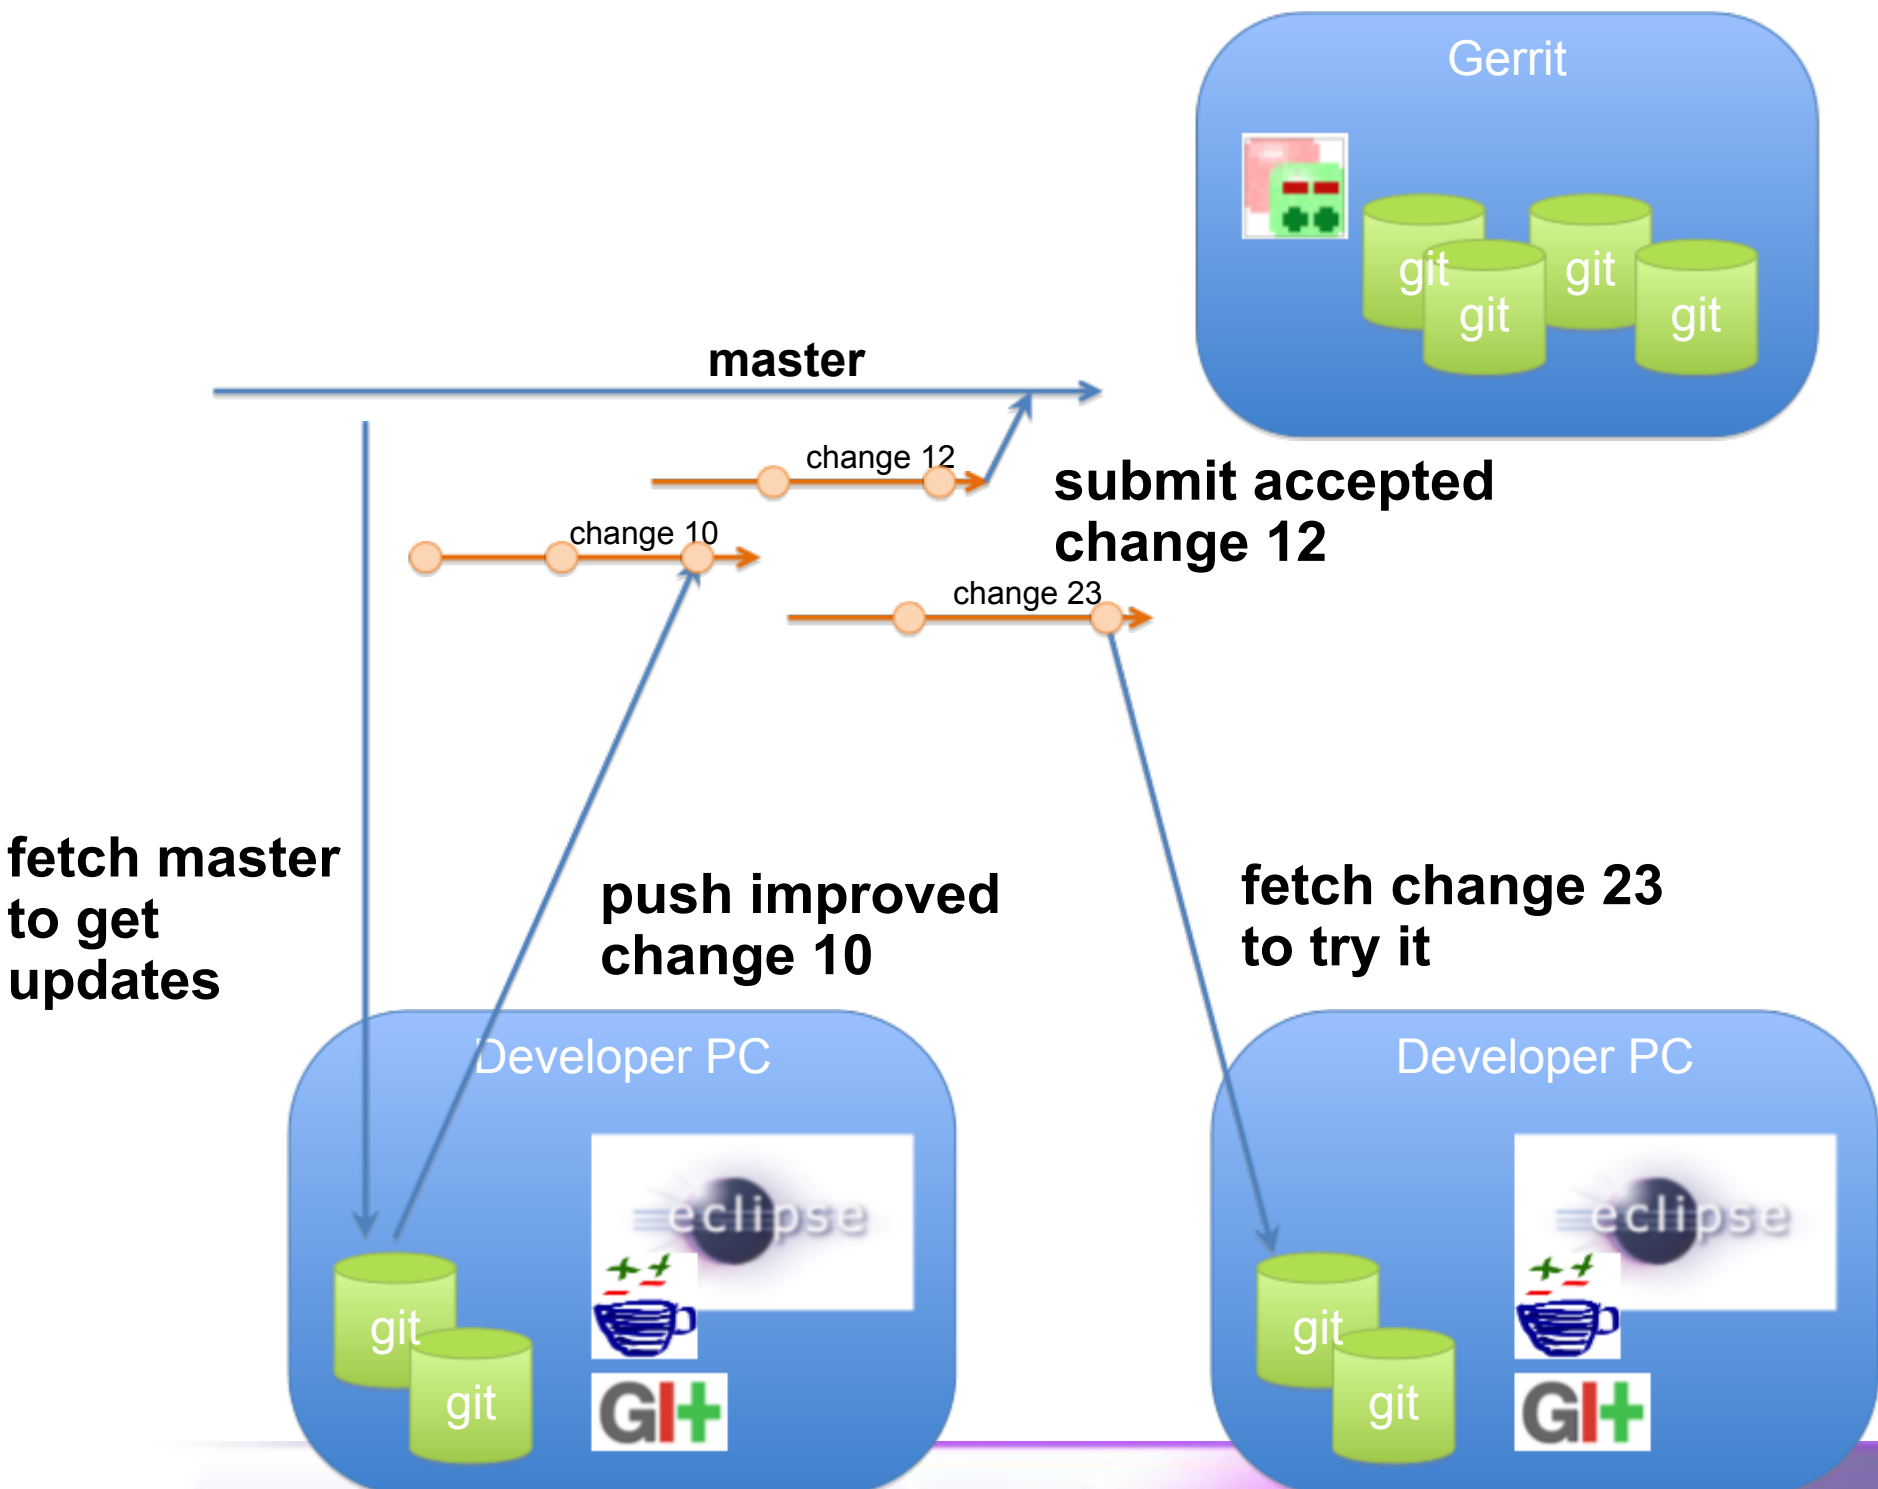 Gerrit
git
git
git
git
master
change 12
submit accepted
change 12
change 10
change 23
fetch master
to get
updates
push improved
change 10
fetch change 23
to try it
Developer PC
eclipse
git
git
GIt
Developer PC
eclipse
git
git
GIt